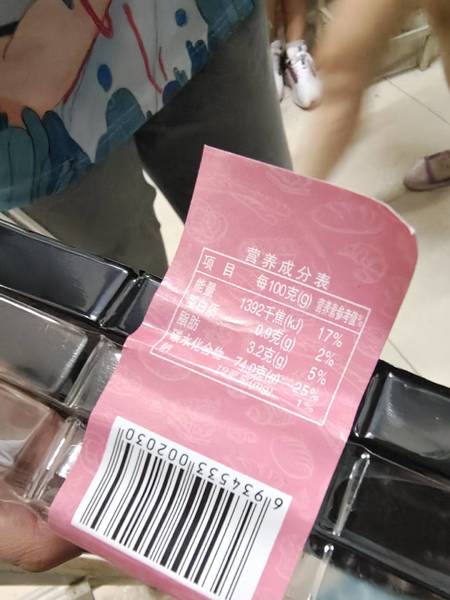 营养成分表
项目 每100克(g) 营养素参考值%
能量 1392千焦(kJ) 17%
蛋白质 0.9克(g) 2%
脂肪 3.2克(g) 5%
碳水化合物 74.0克(g) 25%
1%
6934533002030